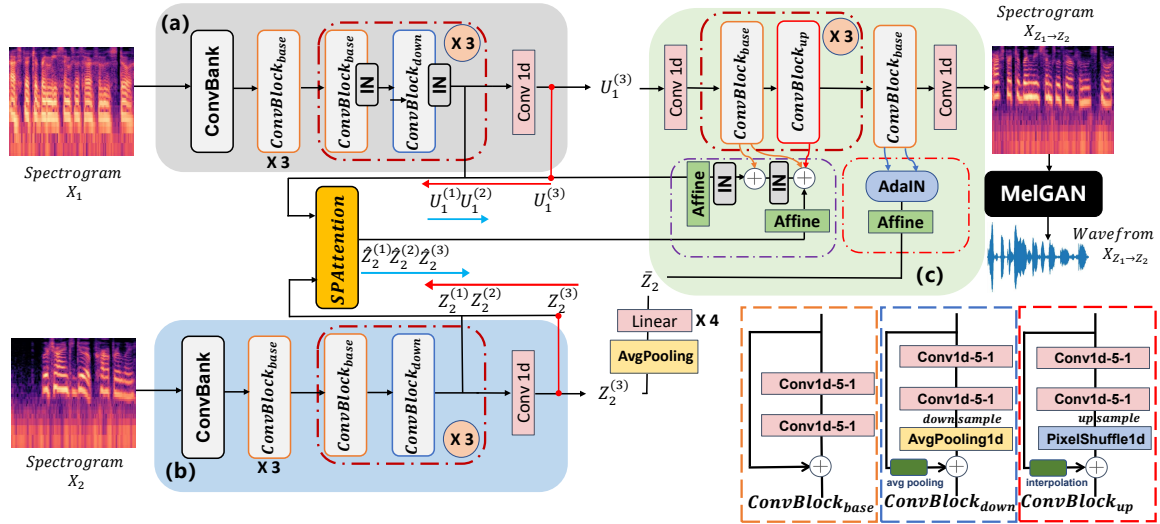 (a)
Spectrogram
X_1
ConvBank
ConvBlock_base
X 3
ConvBlock_base
IN
ConvBlock_down
IN
X 3
Conv 1d
U_1^(3)
U_1^(1) U_1^(2)
U_1^(3)
SPAttention
Ẑ_2^(1) Ẑ_2^(2) Ẑ_2^(3)
Z_2^(1) Z_2^(2)
Z_2^(3)
(b)
Spectrogram
X_2
ConvBank
ConvBlock_base
X 3
ConvBlock_base
ConvBlock_down
X 3
Conv 1d
Z_2^(3)
AvgPooling
Linear
X 4
Z̄_2
(c)
Conv 1d
ConvBlock_base
ConvBlock_up
X 3
ConvBlock_base
Conv 1d
Affine
IN
IN
Affine
AdaIN
Affine
Spectrogram
X_{Z_1→Z_2}
MelGAN
Wavefrom
X_{Z_1→Z_2}
Conv1d-5-1
Conv1d-5-1
ConvBlock_base
Conv1d-5-1
Conv1d-5-1
down sample
AvgPooling1d
avg pooling
ConvBlock_down
Conv1d-5-1
Conv1d-5-1
up sample
PixelShuffle1d
interpolation
ConvBlock_up